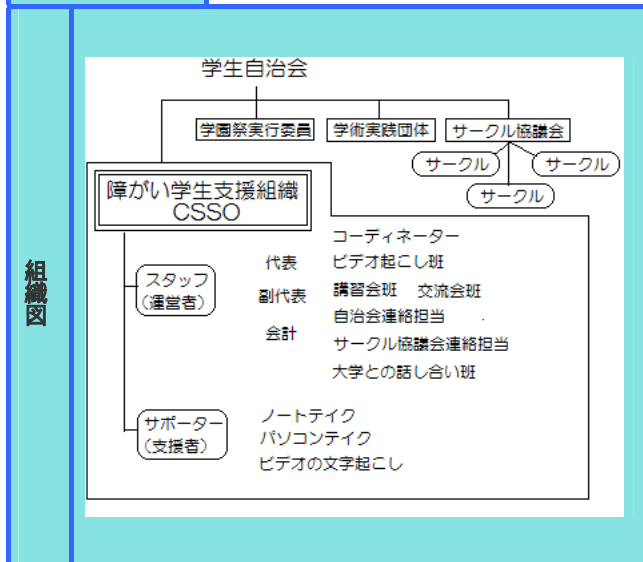 組織図
学生自治会
学園祭実行委員 学術実践団体 サークル協議会
サークル サークル
サークル
障がい学生支援組織
CSSO
コーディネーター
代表 ビデオ起こし班
スタッフ
(運営者)
副代表 講習会班 交流会班
自治会連絡担当
会計
サークル協議会連絡担当
大学との話し合い班
サポーター
(支援者)
ノートテイク
パソコンテイク
ビデオの文字起こし